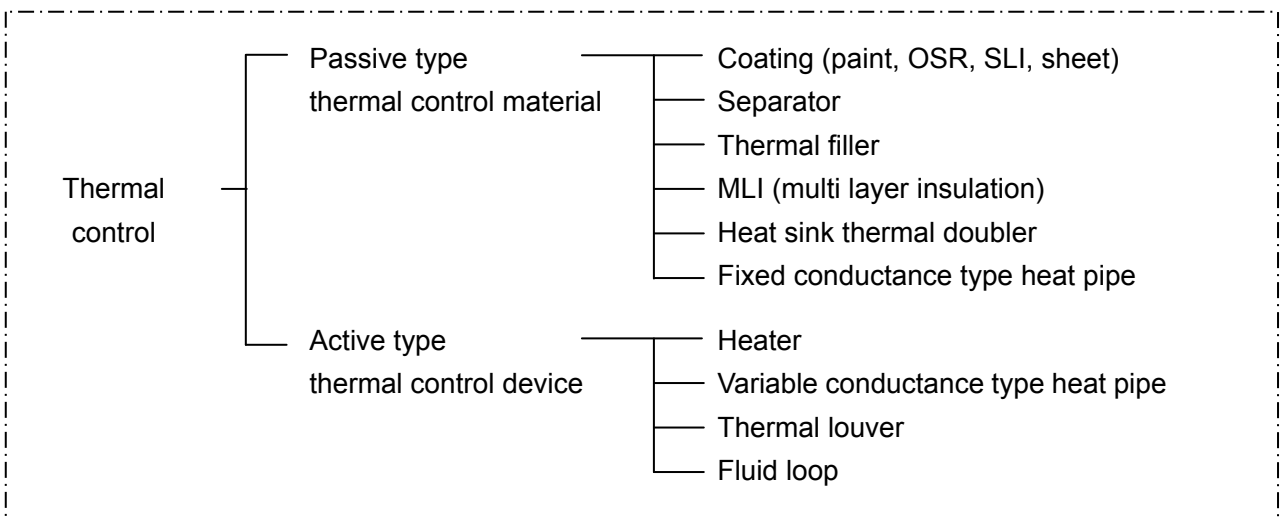 Thermal
control
Passive type
thermal control material
Coating (paint, OSR, SLI, sheet)
Separator
Thermal filler
MLI (multi layer insulation)
Heat sink thermal doubler
Fixed conductance type heat pipe
Active type
thermal control device
Heater
Variable conductance type heat pipe
Thermal louver
Fluid loop